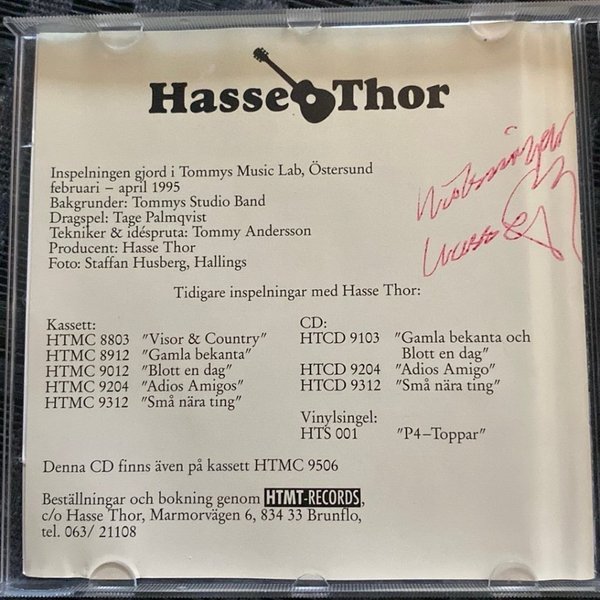 Hasse Thor
Inspelningen gjord i Tommys Music Lab, Östersund
februari – april 1995
Bakgrunder: Tommys Studio Band
Dragspel: Tage Palmqvist
Tekniker & idéspruta: Tommy Andersson
Producent: Hasse Thor
Foto: Staffan Husberg, Hallings
Tidigare inspelningar med Hasse Thor:
Kassett:
HTMC 8803 "Visor & Country"
HTMC 8912 "Gamla bekanta"
HTMC 9012 "Blott en dag"
HTMC 9204 "Adios Amigos"
HTMC 9312 "Små nära ting"
CD:
HTCD 9103 "Gamla bekanta och
Blott en dag"
HTCD 9204 "Adios Amigo"
HTCD 9312 "Små nära ting"
Vinylsingel:
HTS 001 "P4–Toppar"
Denna CD finns även på kassett HTMC 9506
Beställningar och bokning genom HTMT-RECORDS,
c/o Hasse Thor, Marmorvägen 6, 834 33 Brunflo,
tel. 063/ 21108